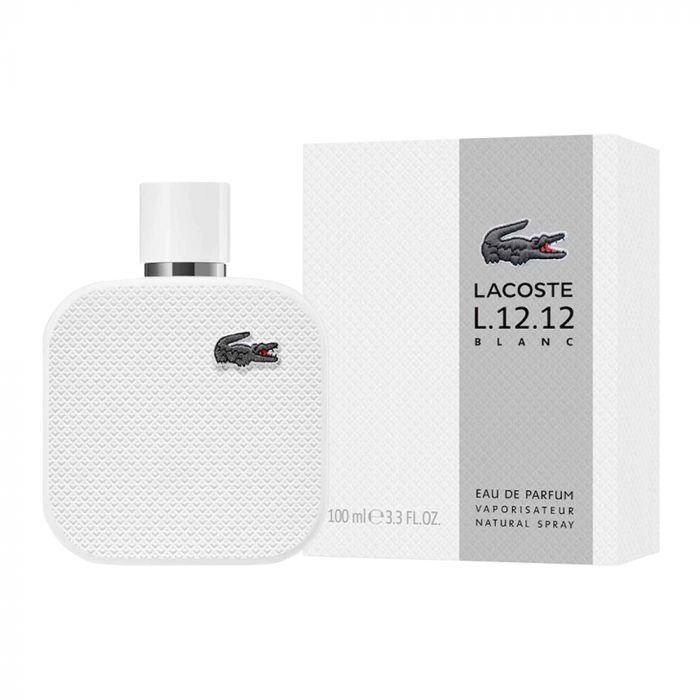 LACOSTE
L.12.12
BLANC
100 ml ℮ 3.3 FL.OZ.
EAU DE PARFUM
VAPORISATEUR
NATURAL SPRAY